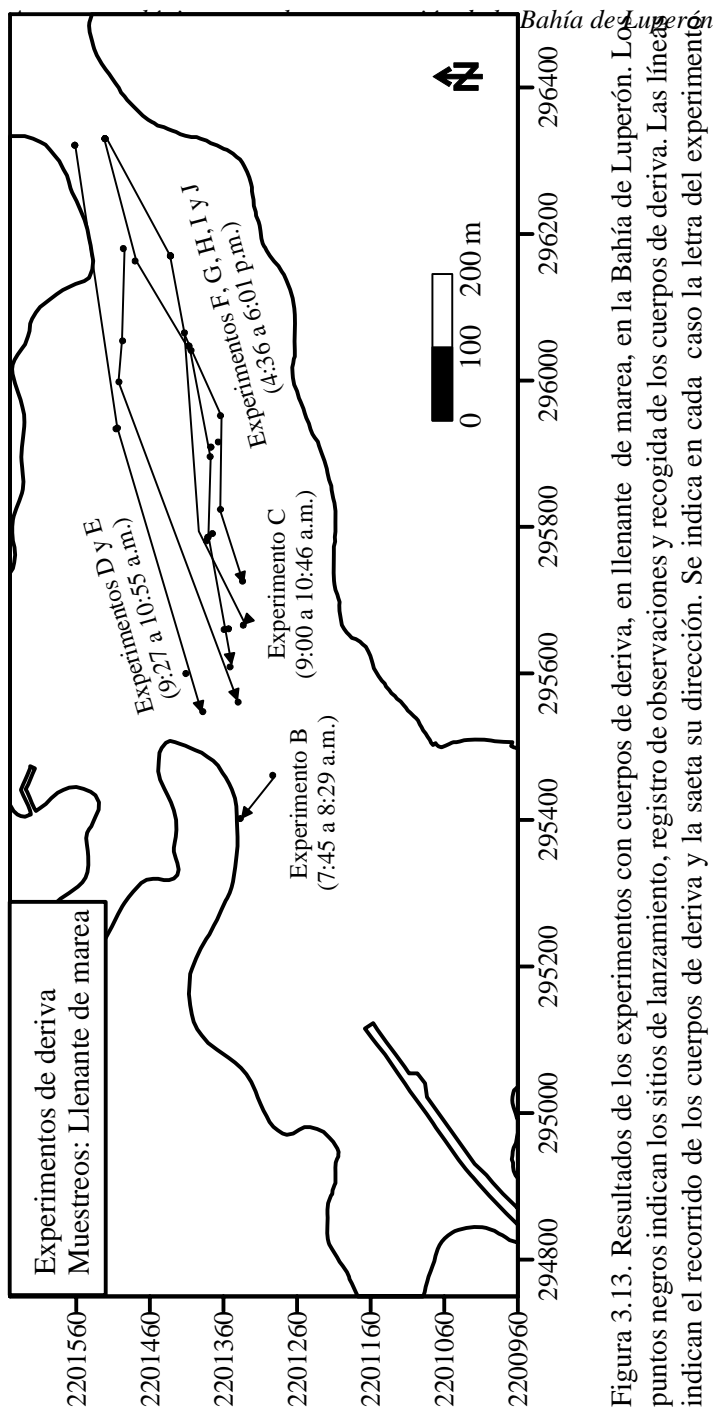 Bahía de Luperón
Experimentos de deriva
Muestreos: Llenante de marea
Experimentos D y E
(9:27 a 10:55 a.m.)
Experimentos F, G, H, I y J
(4:36 a 6:01 p.m.)
Experimento C
(9:00 a 10:46 a.m.)
Experimento B
(7:45 a 8:29 a.m.)
N
0 100 200 m
2201560
2201460
2201360
2201260
2201160
2201060
2200960
294800 295000 295200 295400 295600 295800 296000 296200 296400
Figura 3.13. Resultados de los experimentos con cuerpos de deriva, en llenante de marea, en la Bahía de Luperón. Los
puntos negros indican los sitios de lanzamiento, registro de observaciones y recogida de los cuerpos de deriva. Las líneas
indican el recorrido de los cuerpos de deriva y la saeta su dirección. Se indica en cada caso la letra del experimento